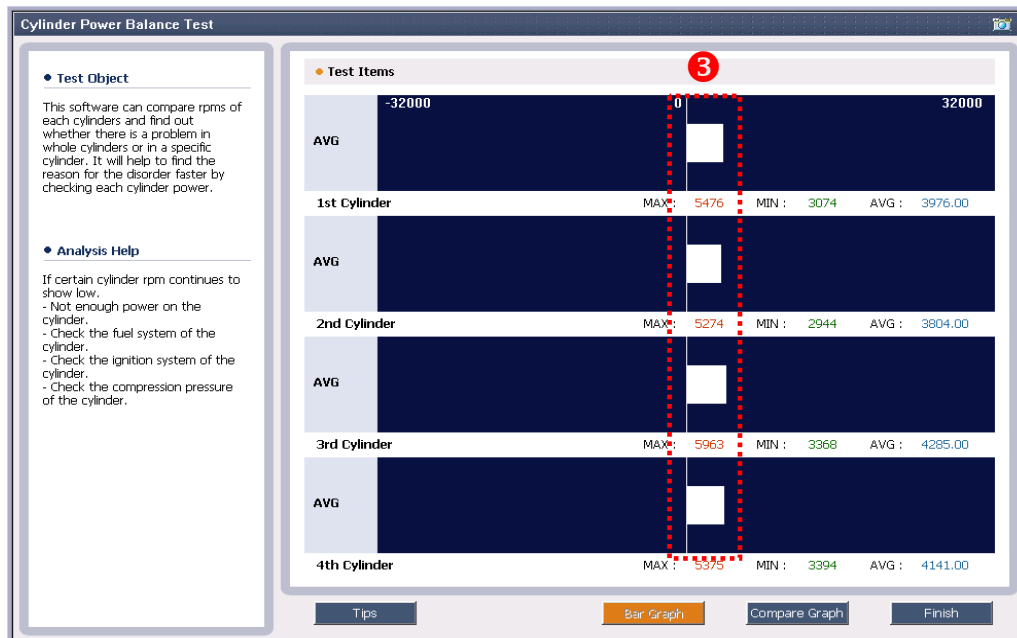 Cylinder Power Balance Test
Test Object
This software can compare rpms of
each cylinders and find out
whether there is a problem in
whole cylinders or in a specific
cylinder. It will help to find the
reason for the disorder faster by
checking each cylinder power.
Analysis Help
If certain cylinder rpm continues to
show low.
- Not enough power on the
cylinder.
- Check the fuel system of the
cylinder.
- Check the ignition system of the
cylinder.
- Check the compression pressure
of the cylinder.
Test Items
3
-32000 0 32000
AVG
1st Cylinder MAX : 5476 MIN : 3074 AVG : 3976.00
AVG
2nd Cylinder MAX : 5274 MIN : 2944 AVG : 3804.00
AVG
3rd Cylinder MAX : 5963 MIN : 3368 AVG : 4285.00
AVG
4th Cylinder MAX : 5375 MIN : 3394 AVG : 4141.00
Tips Bar Graph Compare Graph Finish